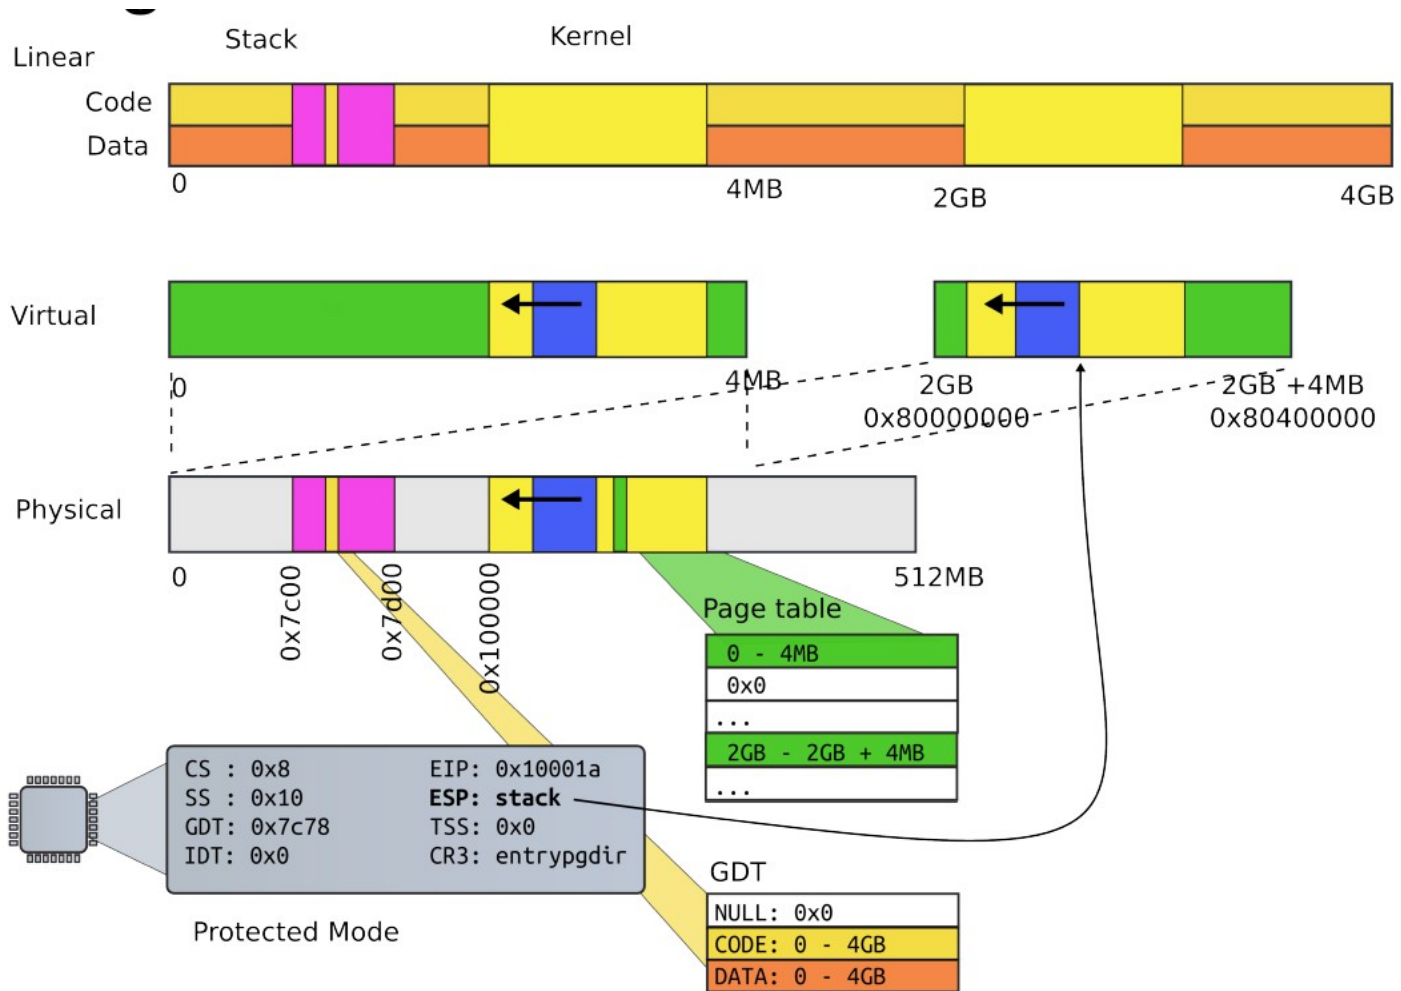 Stack
Kernel
Linear
Code
Data
0
4MB
2GB
4GB
Virtual
0
4MB
2GB
0x80000000
2GB +4MB
0x80400000
Physical
0
0x7c00
0x7d00
0x100000
512MB
Page table
0 - 4MB
0x0
...
2GB - 2GB + 4MB
...
CS : 0x8
SS : 0x10
GDT: 0x7c78
IDT: 0x0
EIP: 0x10001a
ESP: stack
TSS: 0x0
CR3: entrypgdir
Protected Mode
GDT
NULL: 0x0
CODE: 0 - 4GB
DATA: 0 - 4GB